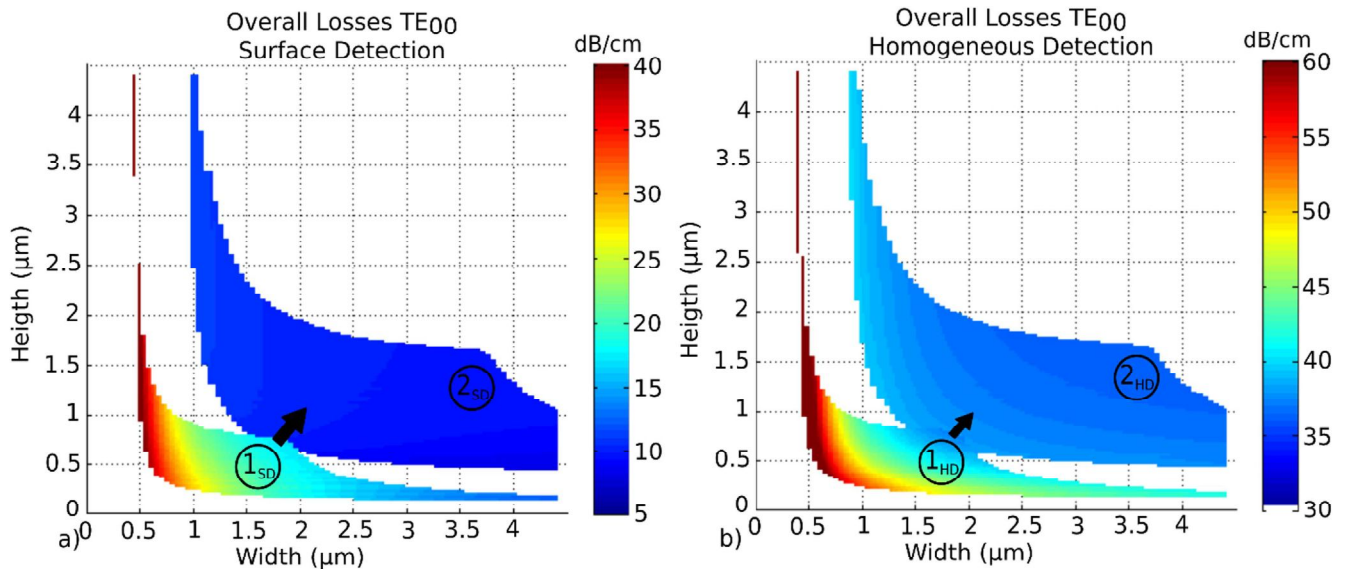 Overall Losses TE00
Surface Detection
dB/cm
Heigth (μm)
4
3.5
3
2.5
2
1.5
1
0.5
0
0 0.5 1 1.5 2 2.5 3 3.5 4
Width (μm)
a)
1SD
2SD
40
35
30
25
20
15
10
5
Overall Losses TE00
Homogeneous Detection
dB/cm
Heigth (μm)
4
3.5
3
2.5
2
1.5
1
0.5
0
0 0.5 1 1.5 2 2.5 3 3.5 4
Width (μm)
b)
1HD
2HD
60
55
50
45
40
35
30